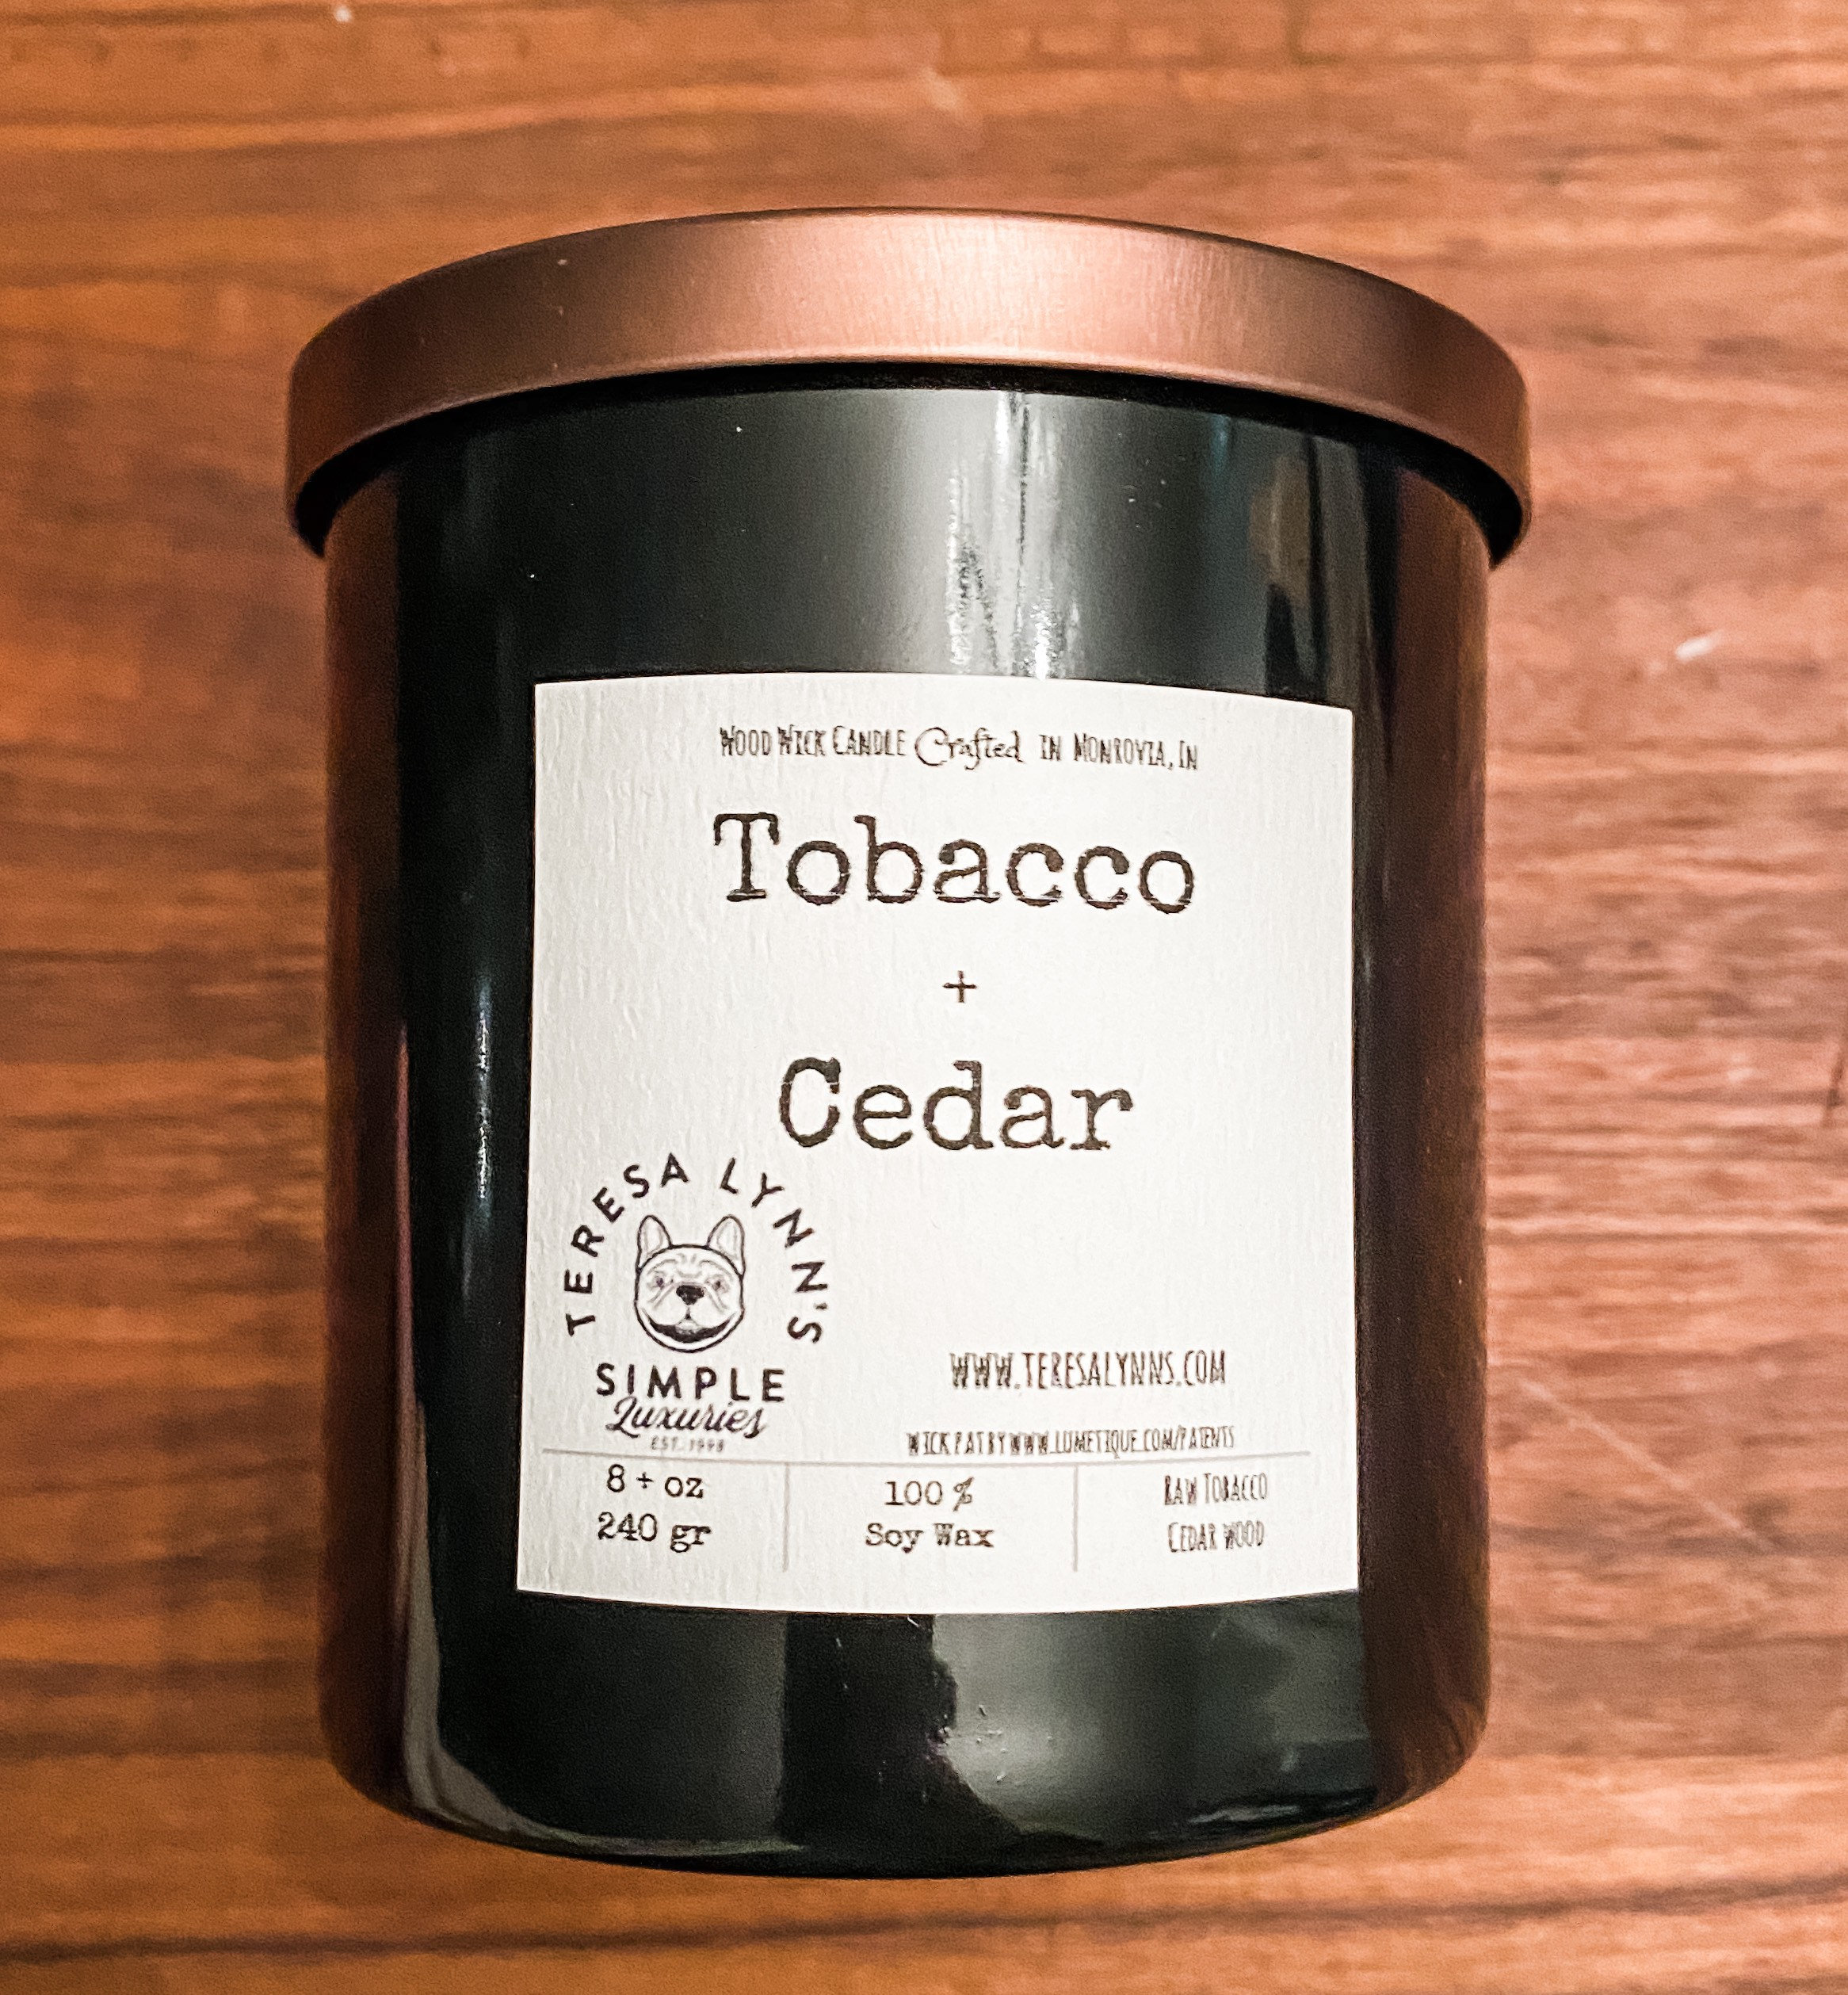 WOOD WICK CANDLE Crafted IN MONROVIA, IN
Tobacco
+
Cedar
TERESA LYNN'S
SIMPLE
Luxuries
EST. 1998
WWW.TERESALYNNS.COM
WICK PAT BY WWW.LUMETIQUE.COM/PATENTS
8 + oz
240 gr
100 %
Soy Wax
RAW TOBACCO
CEDAR WOOD